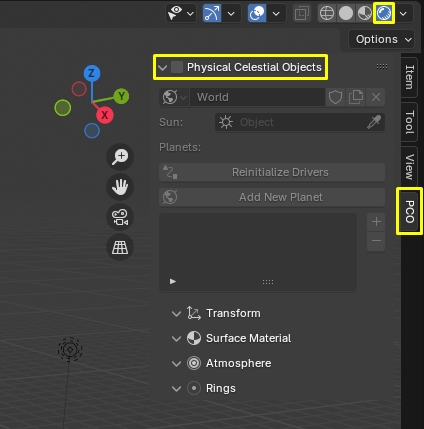 Options
Physical Celestial Objects
Z
Y
X
World
Sun:
Object
Planets:
Reinitialize Drivers
Add New Planet
Transform
Surface Material
Atmosphere
Rings
Item
Tool
View
PCO